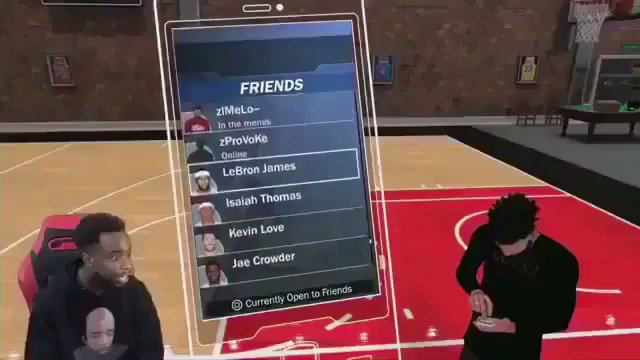 FRIENDS
zIMeLo–
In the menus
zProVoKe
Online
LeBron James
Isaiah Thomas
Kevin Love
Jae Crowder
Currently Open to Friends